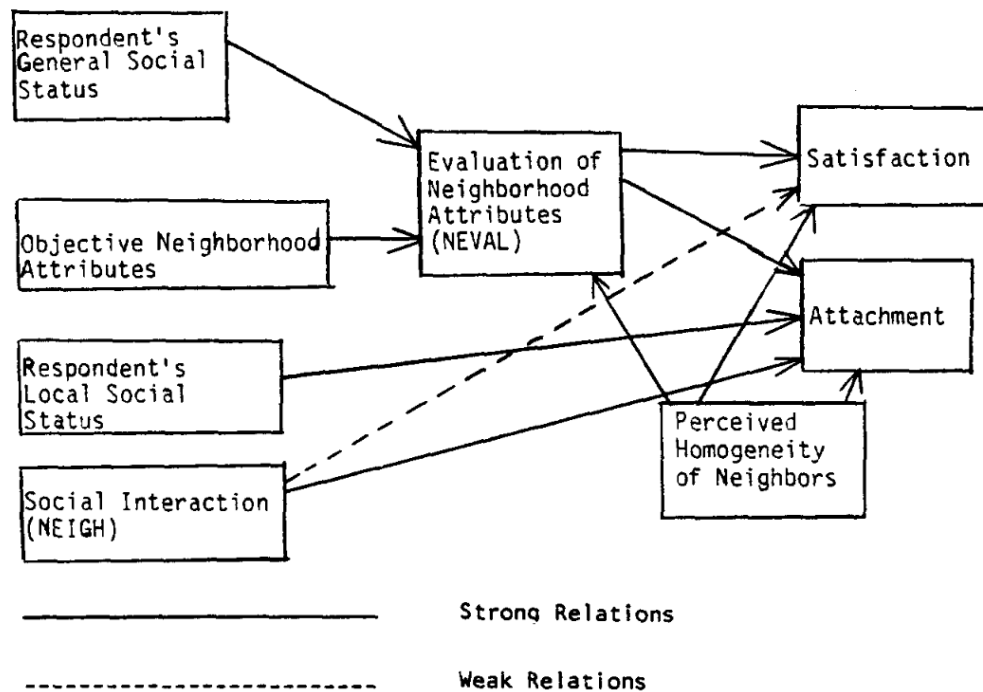 Respondent's
General Social
Status
Evaluation of
Neighborhood
Attributes
(NEVAL)
Satisfaction
Objective Neighborhood
Attributes
Attachment
Respondent's
Local Social
Status
Perceived
Homogeneity
of Neighbors
Social Interaction
(NEIGH)
Strong Relations
Weak Relations